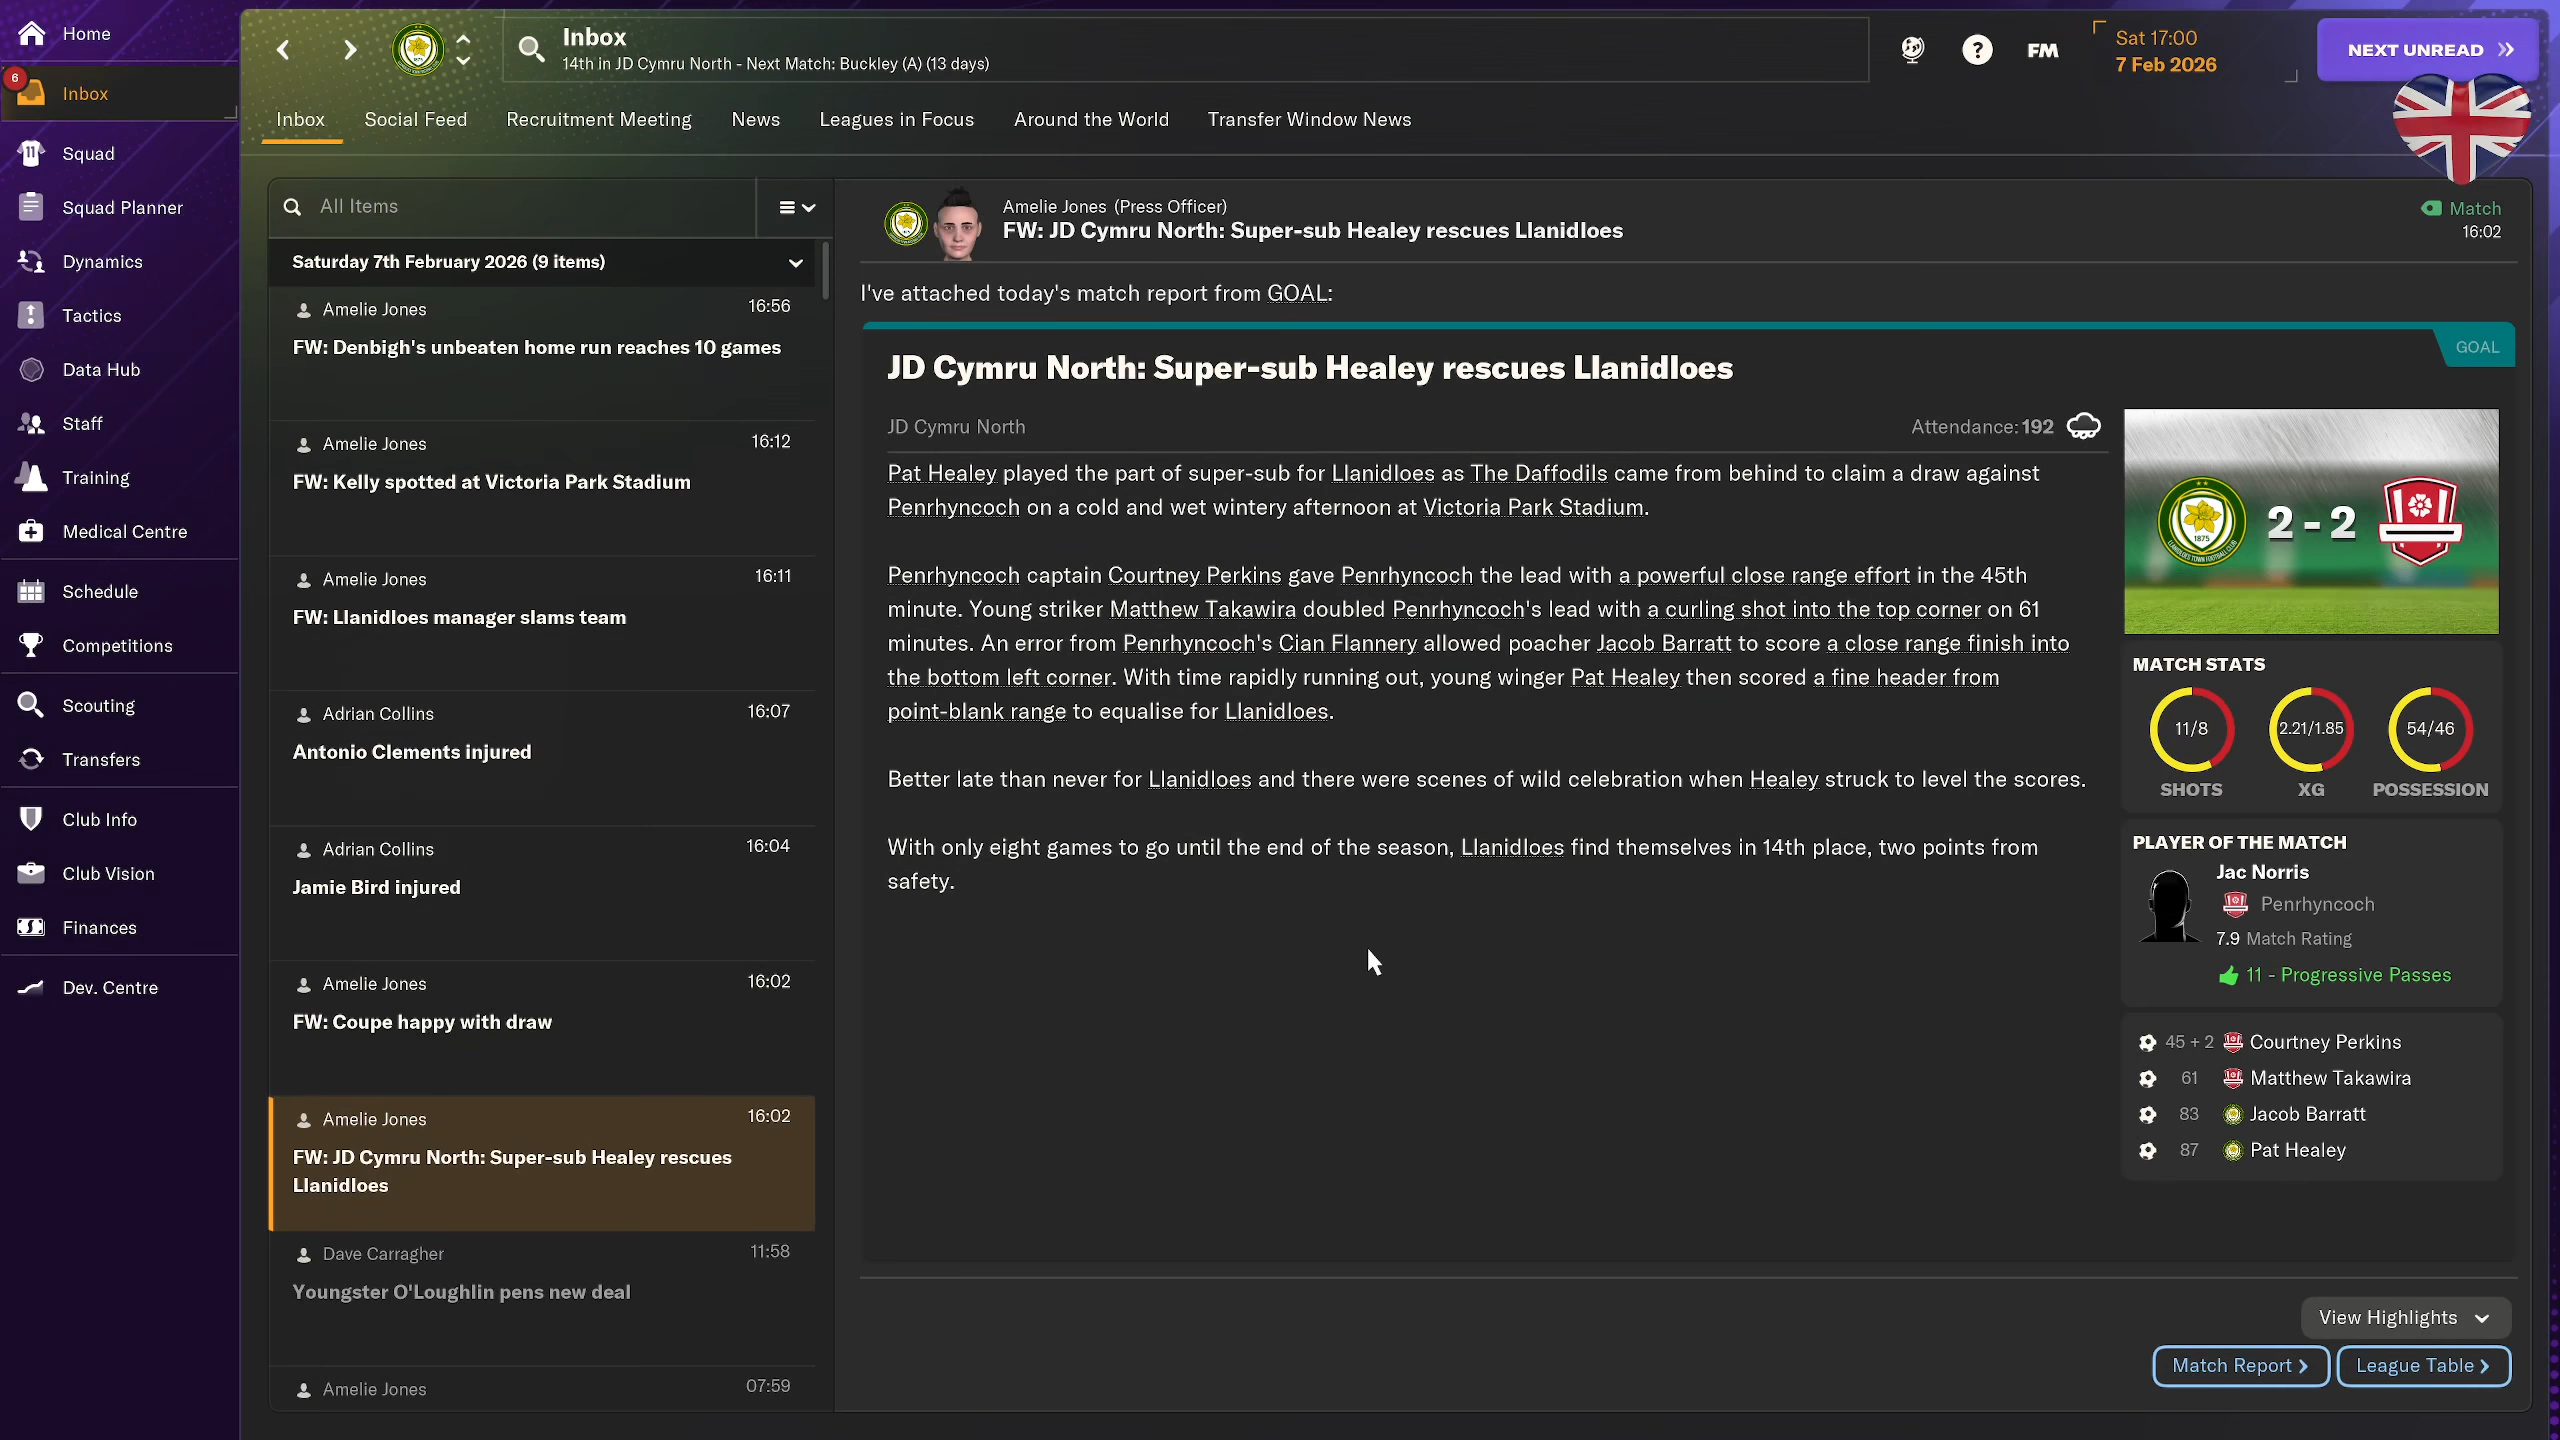 Home
Inbox
14th in JD Cymru North - Next Match: Buckley (A) (13 days)
FM
Sat 17:00
7 Feb 2026
NEXT UNREAD
6
Inbox
Squad
Squad Planner
Dynamics
Tactics
Data Hub
Staff
Training
Medical Centre
Schedule
Competitions
Scouting
Transfers
Club Info
Club Vision
Finances
Dev. Centre
Inbox
Social Feed
Recruitment Meeting
News
Leagues in Focus
Around the World
Transfer Window News
All Items
Saturday 7th February 2026 (9 items)
Amelie Jones
16:56
FW: Denbigh's unbeaten home run reaches 10 games
Amelie Jones
16:12
FW: Kelly spotted at Victoria Park Stadium
Amelie Jones
16:11
FW: Llanidloes manager slams team
Adrian Collins
16:07
Antonio Clements injured
Adrian Collins
16:04
Jamie Bird injured
Amelie Jones
16:02
FW: Coupe happy with draw
Amelie Jones
16:02
FW: JD Cymru North: Super-sub Healey rescues
Llanidloes
Dave Carragher
11:58
Youngster O'Loughlin pens new deal
Amelie Jones
07:59
Amelie Jones (Press Officer)
FW: JD Cymru North: Super-sub Healey rescues Llanidloes
Match
16:02
I've attached today's match report from GOAL:
GOAL
JD Cymru North: Super-sub Healey rescues Llanidloes
JD Cymru North
Attendance: 192
Pat Healey played the part of super-sub for Llanidloes as The Daffodils came from behind to claim a draw against
Penrhyncoch on a cold and wet wintery afternoon at Victoria Park Stadium.
Penrhyncoch captain Courtney Perkins gave Penrhyncoch the lead with a powerful close range effort in the 45th
minute. Young striker Matthew Takawira doubled Penrhyncoch's lead with a curling shot into the top corner on 61
minutes. An error from Penrhyncoch's Cian Flannery allowed poacher Jacob Barratt to score a close range finish into
the bottom left corner. With time rapidly running out, young winger Pat Healey then scored a fine header from
point-blank range to equalise for Llanidloes.
Better late than never for Llanidloes and there were scenes of wild celebration when Healey struck to level the scores.
With only eight games to go until the end of the season, Llanidloes find themselves in 14th place, two points from
safety.
2 - 2
1875
MATCH STATS
11/8
2.21/1.85
54/46
SHOTS
XG
POSSESSION
PLAYER OF THE MATCH
Jac Norris
Penrhyncoch
7.9 Match Rating
11 - Progressive Passes
45 + 2 Courtney Perkins
61 Matthew Takawira
83 Jacob Barratt
87 Pat Healey
View Highlights
Match Report
League Table